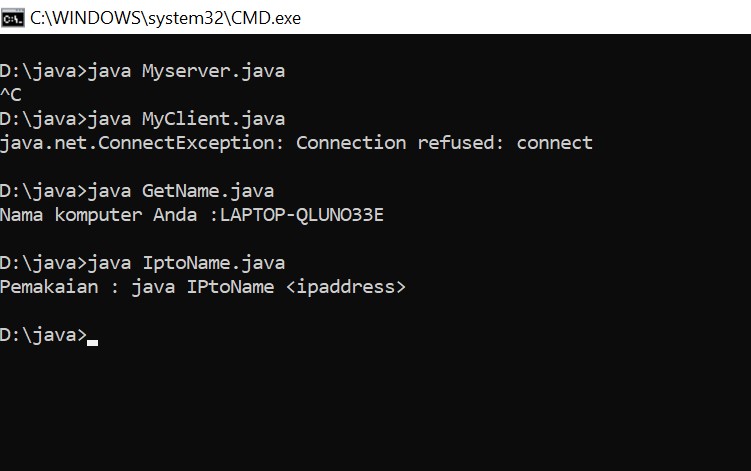 C:\WINDOWS\system32\CMD.exe
D:\java>java Myserver.java
^C
D:\java>java MyClient.java
java.net.ConnectException: Connection refused: connect
D:\java>java GetName.java
Nama komputer Anda :LAPTOP-QLUNO33E
D:\java>java IptoName.java
Pemakaian : java IPtoName <ipaddress>
D:\java>